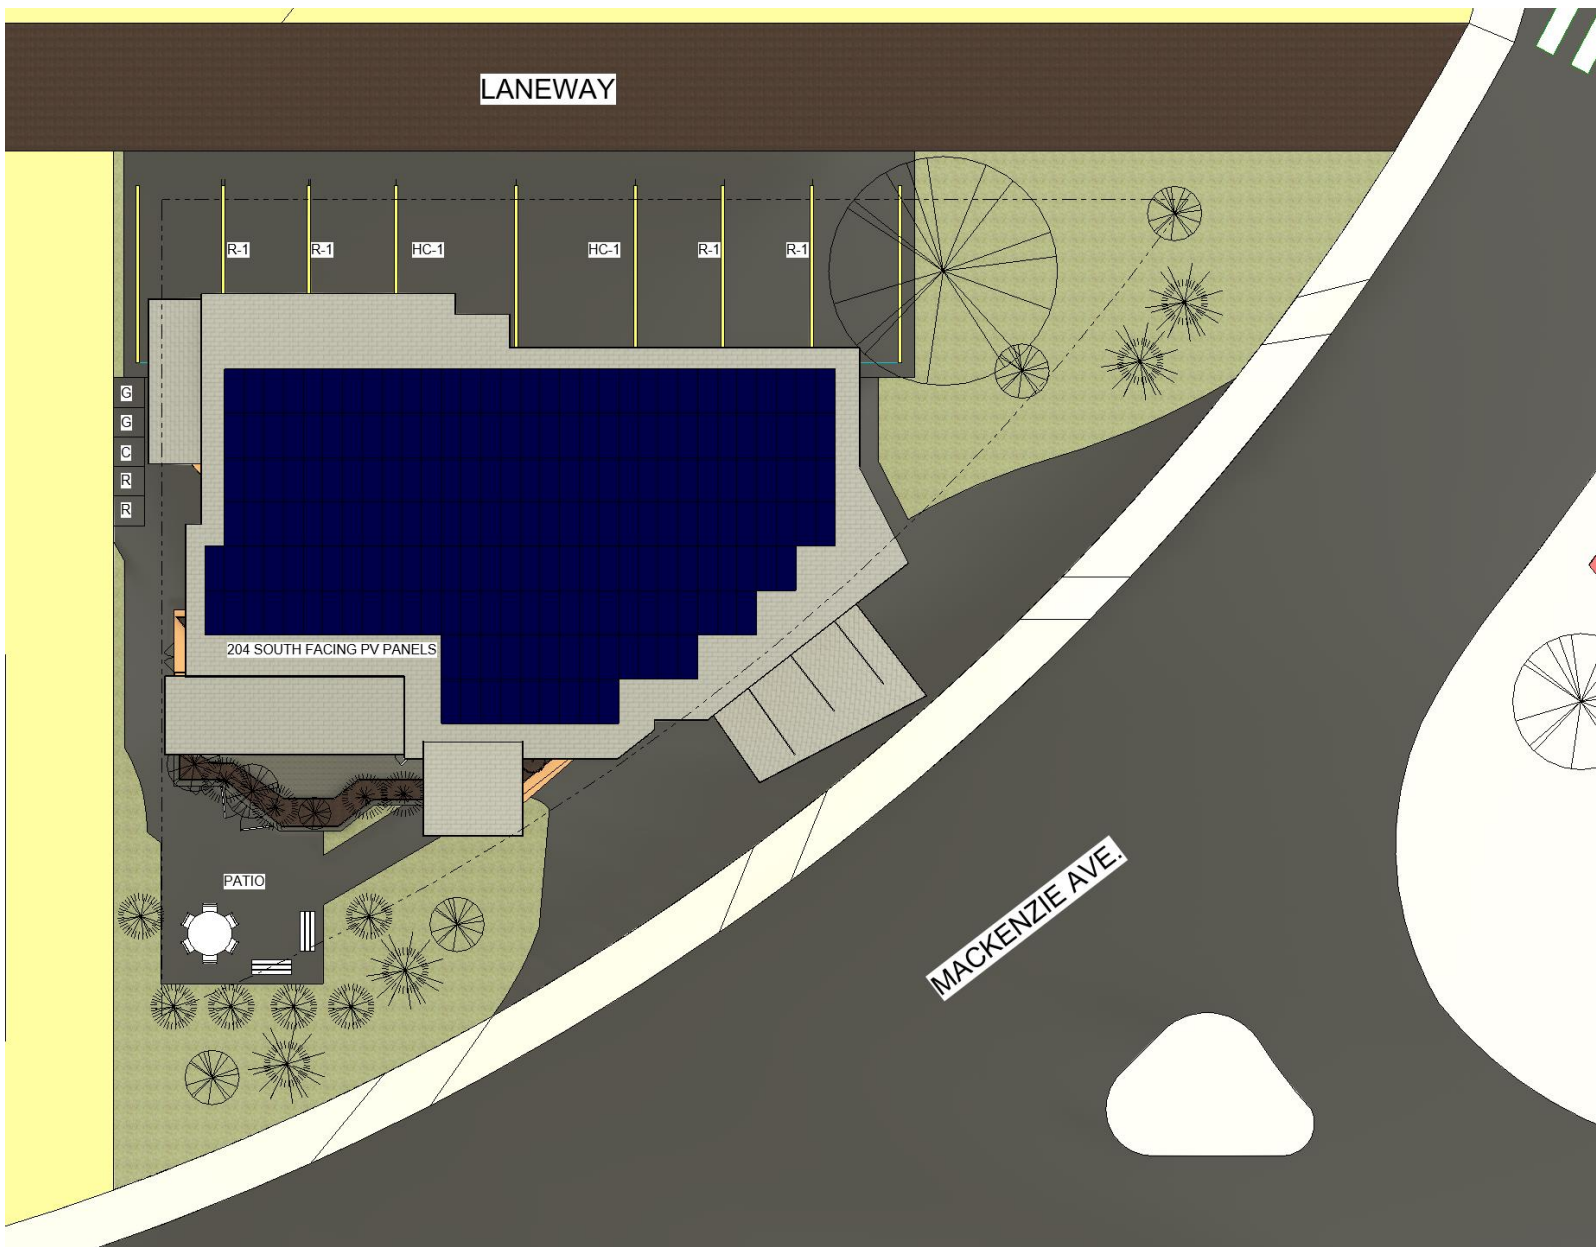 LANEWAY
R-1
R-1
HC-1
HC-1
R-1
R-1
G
G
C
R
R
204 SOUTH FACING PV PANELS
PATIO
MACKENZIE AVE.